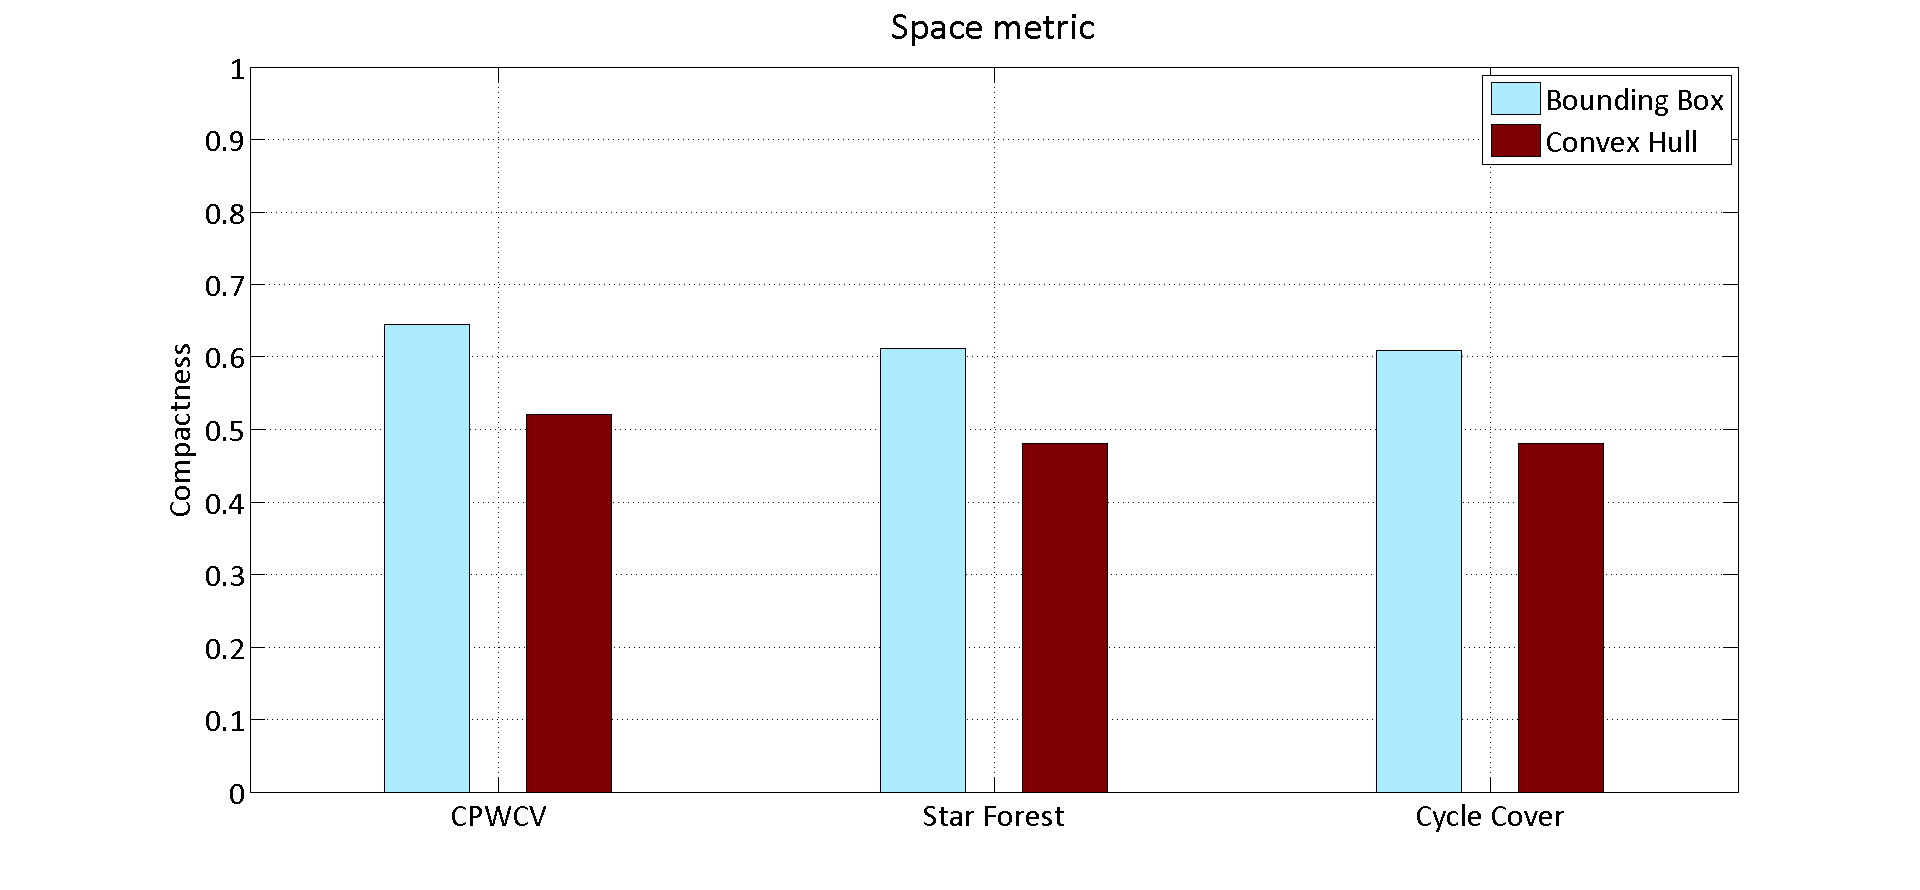 Space metric
Bounding Box
Convex Hull
Compactness
1
0.9
0.8
0.7
0.6
0.5
0.4
0.3
0.2
0.1
0
CPWCV Star Forest Cycle Cover